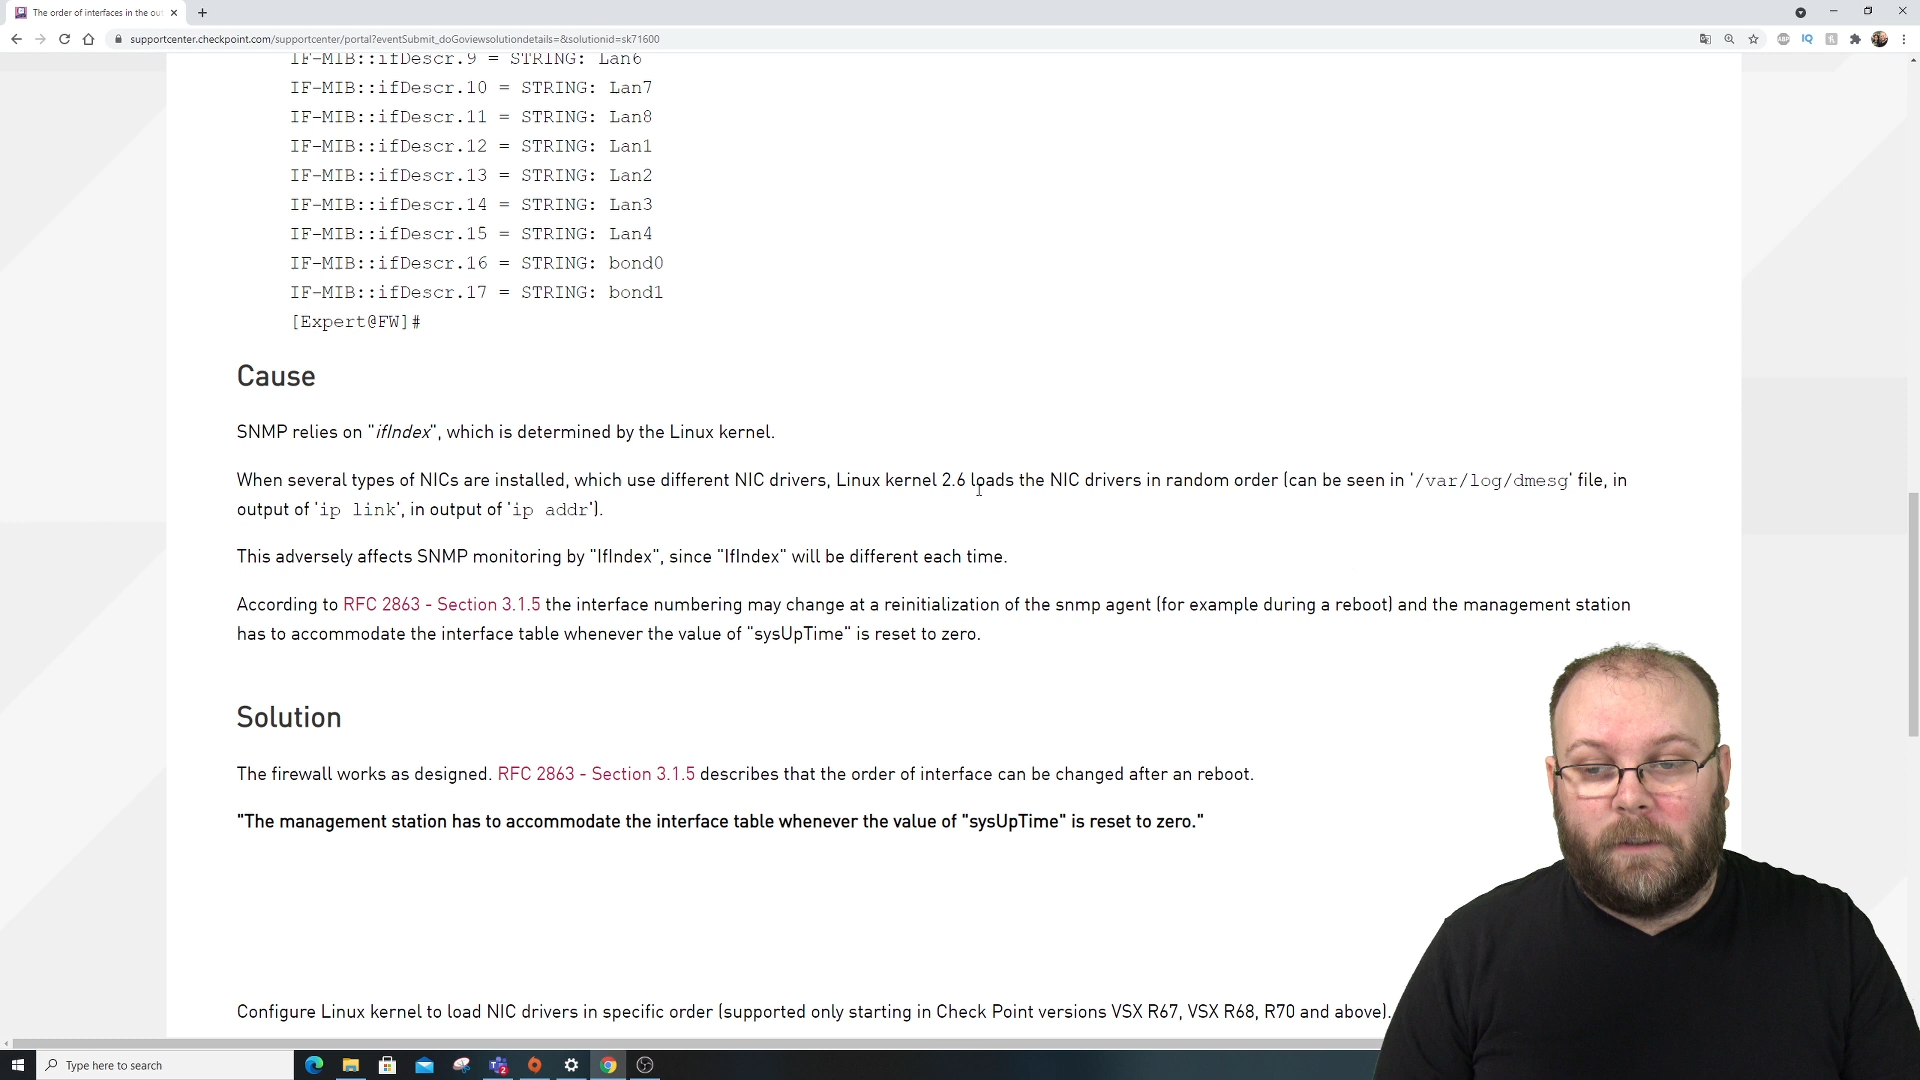 The order of interfaces in the out
supportcenter.checkpoint.com/supportcenter/portal?eventSubmit_doGoviewsolutiondetails=&solutionid=sk71600
IF-MIB::ifDescr.9 = STRING: Lan6
IF-MIB::ifDescr.10 = STRING: Lan7
IF-MIB::ifDescr.11 = STRING: Lan8
IF-MIB::ifDescr.12 = STRING: Lan1
IF-MIB::ifDescr.13 = STRING: Lan2
IF-MIB::ifDescr.14 = STRING: Lan3
IF-MIB::ifDescr.15 = STRING: Lan4
IF-MIB::ifDescr.16 = STRING: bond0
IF-MIB::ifDescr.17 = STRING: bond1
[Expert@FW]#
Cause
SNMP relies on "ifIndex", which is determined by the Linux kernel.
When several types of NICs are installed, which use different NIC drivers, Linux kernel 2.6 loads the NIC drivers in random order (can be seen in '/var/log/dmesg' file, in
output of 'ip link', in output of 'ip addr').
This adversely affects SNMP monitoring by "IfIndex", since "IfIndex" will be different each time.
According to RFC 2863 - Section 3.1.5 the interface numbering may change at a reinitialization of the snmp agent (for example during a reboot) and the management station
has to accommodate the interface table whenever the value of "sysUpTime" is reset to zero.
Solution
The firewall works as designed. RFC 2863 - Section 3.1.5 describes that the order of interface can be changed after an reboot.
"The management station has to accommodate the interface table whenever the value of "sysUpTime" is reset to zero."
Configure Linux kernel to load NIC drivers in specific order (supported only starting in Check Point versions VSX R67, VSX R68, R70 and above).
Type here to search